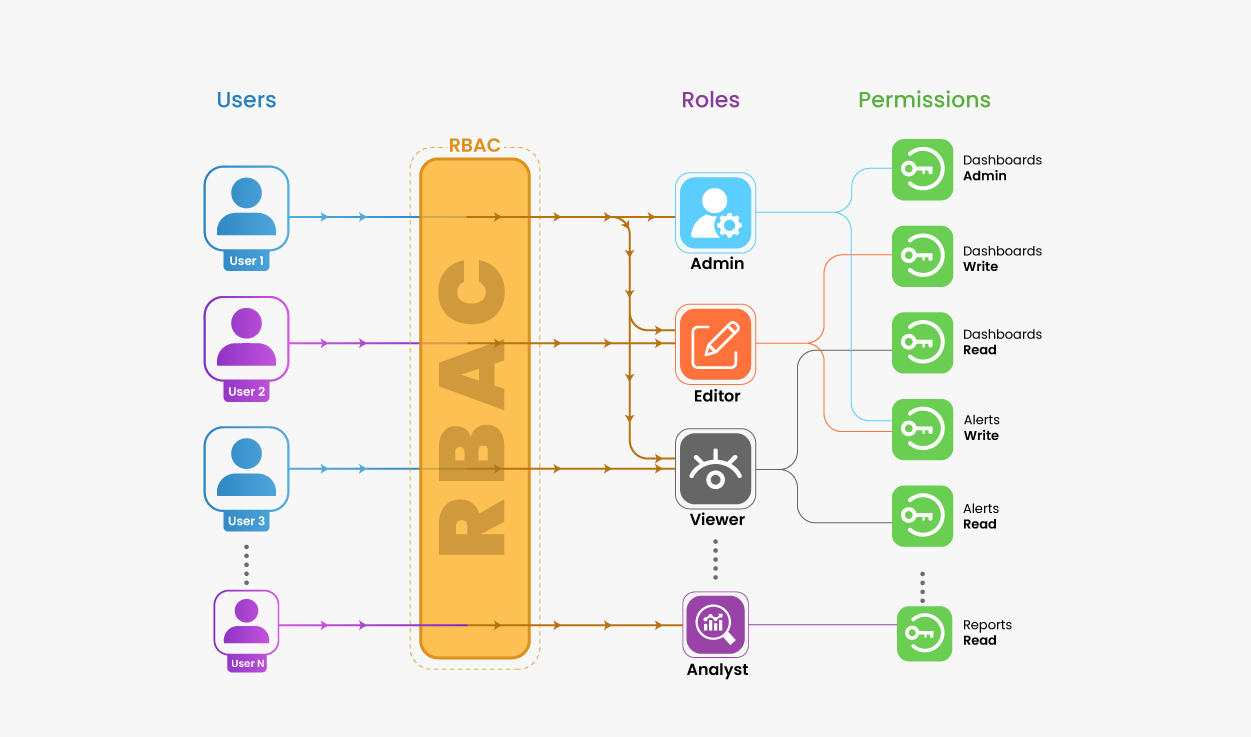 Users
Roles
Permissions
RBAC
RBAC
User 1
User 2
User 3
User N
Admin
Editor
Viewer
Analyst
Dashboards
Admin
Dashboards
Write
Dashboards
Read
Alerts
Write
Alerts
Read
Reports
Read